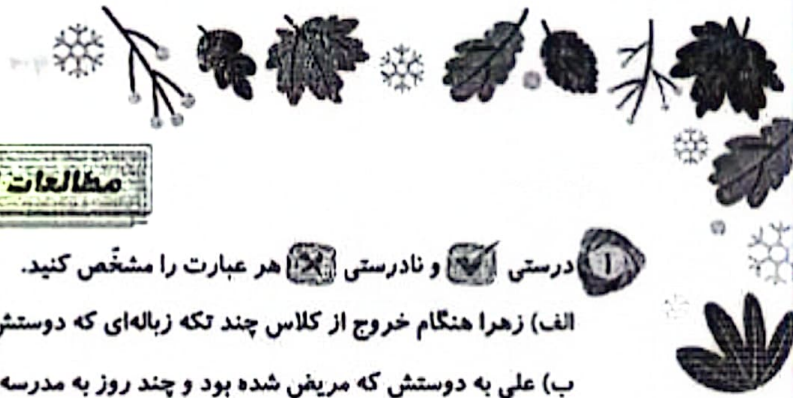 مطالعات
۱ درستی و نادرستی هر عبارت را مشخّص کنید.
الف) زهرا هنگام خروج از کلاس چند تکه زباله‌ای که دوستش
ب) علی به دوستش که مریض شده بود و چند روز به مدرسه